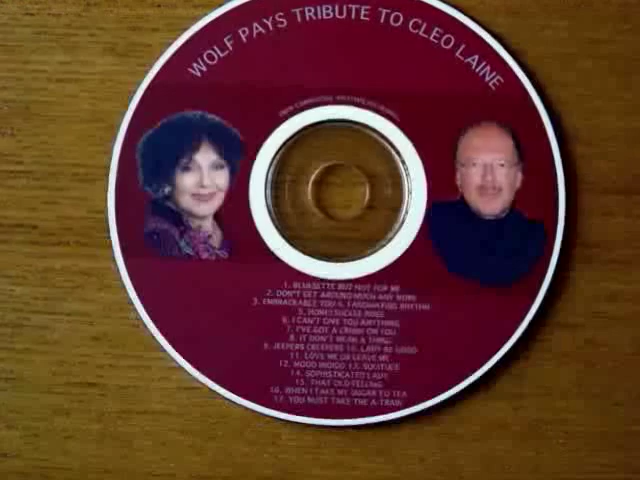 WOLF PAYS TRIBUTE TO CLEO LAINE
1. BLUESETTE BUT NOT FOR ME
2. DON'T GET AROUND MUCH ANY MORE
3. EMBRACEABLE YOU 4. FASCINATING RHYTHM
5. HONEYSUCKLE ROSE
6. I CAN'T GIVE YOU ANYTHING
7. I'VE GOT A CRUSH ON YOU
8. IT DON'T MEAN A THING
9. JEEPERS CREEPERS 10. LADY BE GOOD
11. LOVE ME OR LEAVE ME
12. MOOD INDIGO 13. SOLITUDE
14. SOPHISTICATED LADY
15. THAT OLD FEELING
16. WHEN I TAKE MY SUGAR TO TEA
17. YOU MUST TAKE THE A-TRAIN